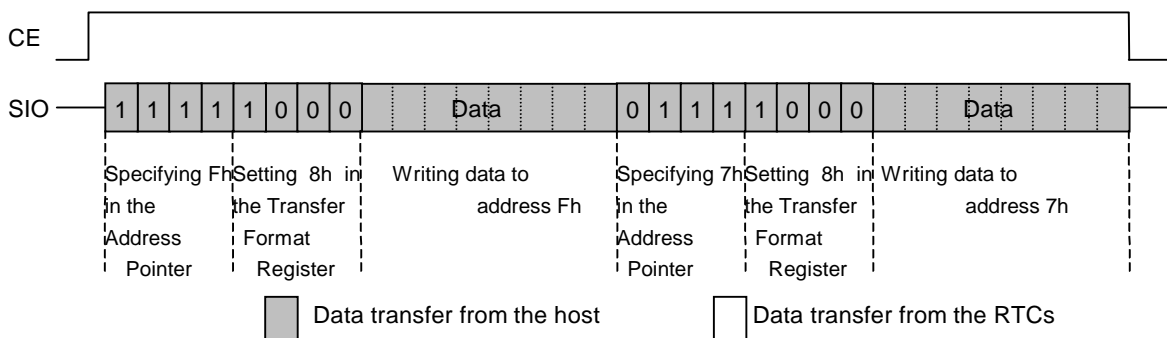 CE
SIO 1 1 1 1 1 0 0 0 Data 0 1 1 1 1 0 0 0 Data
Specifying Fh Setting 8h in Writing data to Specifying 7h Setting 8h in Writing data to
in the the Transfer address Fh in the the Transfer address 7h
Address Format Address Format
Pointer Register Pointer Register
Data transfer from the host Data transfer from the RTCs